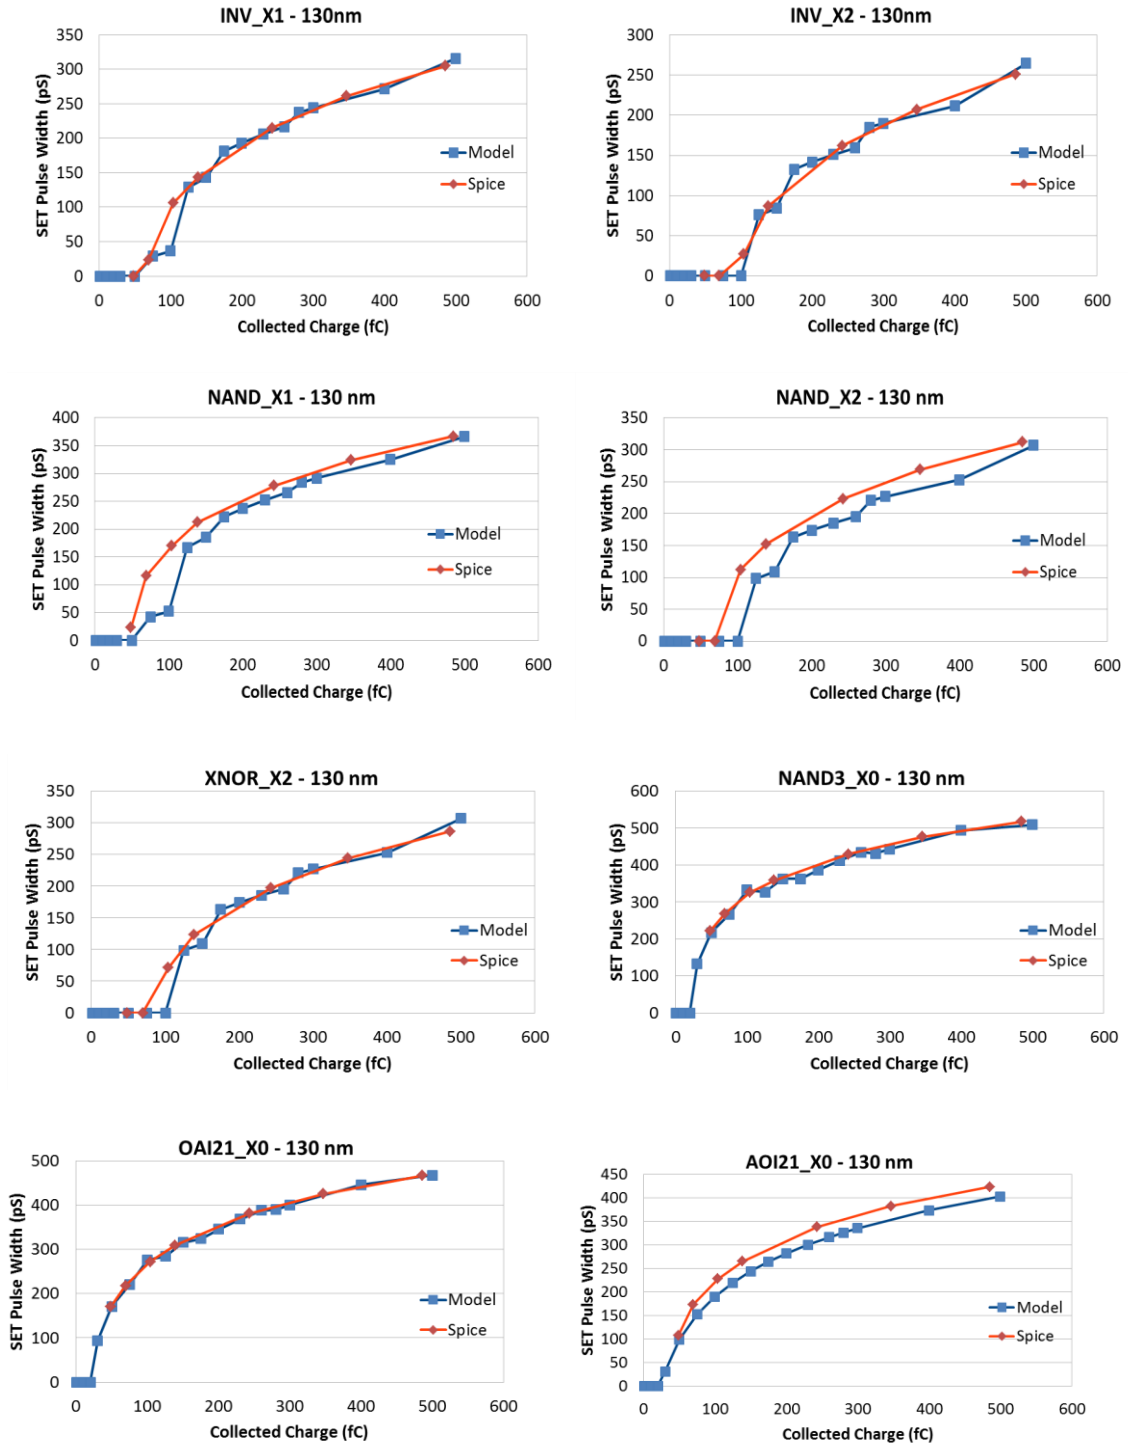 INV_X1 - 130nm
SET Pulse Width (pS)
350
300
250
200
150
100
50
0
0 100 200 300 400 500 600
Collected Charge (fC)
Model
Spice
INV_X2 - 130nm
SET Pulse Width (pS)
300
250
200
150
100
50
0
0 100 200 300 400 500 600
Collected Charge (fC)
Model
Spice
NAND_X1 - 130 nm
SET Pulse Width (pS)
400
350
300
250
200
150
100
50
0
0 100 200 300 400 500 600
Collected Charge (fC)
Model
Spice
NAND_X2 - 130 nm
SET Pulse Width (pS)
350
300
250
200
150
100
50
0
0 100 200 300 400 500 600
Collected Charge (fC)
Model
Spice
XNOR_X2 - 130 nm
SET Pulse Width (pS)
350
300
250
200
150
100
50
0
0 100 200 300 400 500 600
Collected Charge (fC)
Model
Spice
NAND3_X0 - 130 nm
SET Pulse Width (pS)
600
500
400
300
200
100
0
0 100 200 300 400 500 600
Collected Charge (fC)
Model
Spice
OAI21_X0 - 130 nm
SET Pulse Width (pS)
500
400
300
200
100
0
0 100 200 300 400 500 600
Collected Charge (fC)
Model
Spice
AOI21_X0 - 130 nm
SET Pulse Width (pS)
450
400
350
300
250
200
150
100
50
0
0 100 200 300 400 500 600
Collected Charge (fC)
Model
Spice